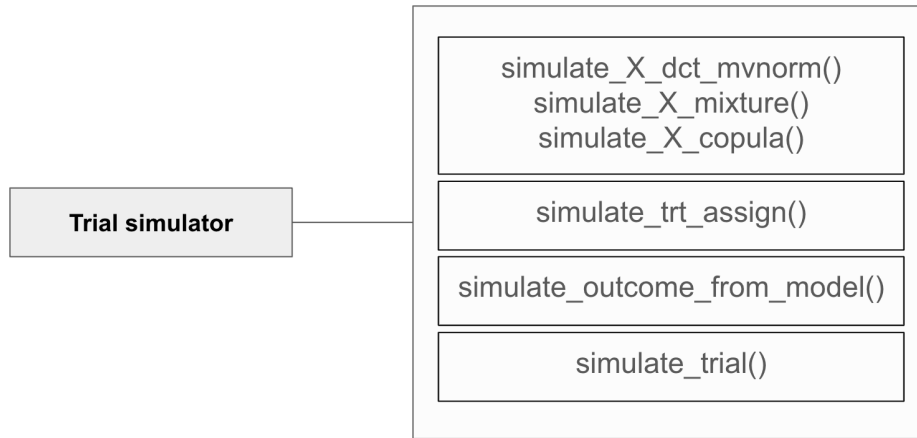 simulate_X_dct_mvnorm()
simulate_X_mixture()
simulate_X_copula()
Trial simulator
simulate_trt_assign()
simulate_outcome_from_model()
simulate_trial()